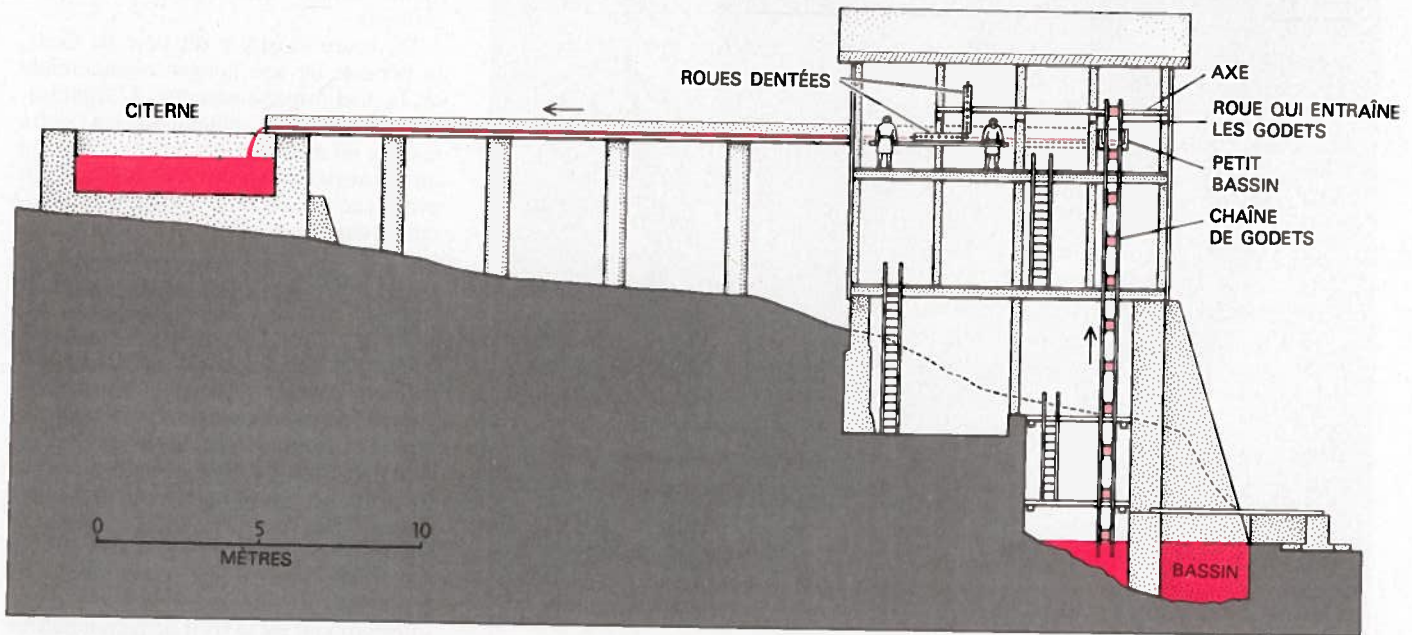 CITERNE
ROUES DENTÉES
AXE
ROUE QUI ENTRAÎNE
LES GODETS
PETIT
BASSIN
CHAÎNE
DE GODETS
0 5 10
MÈTRES
BASSIN